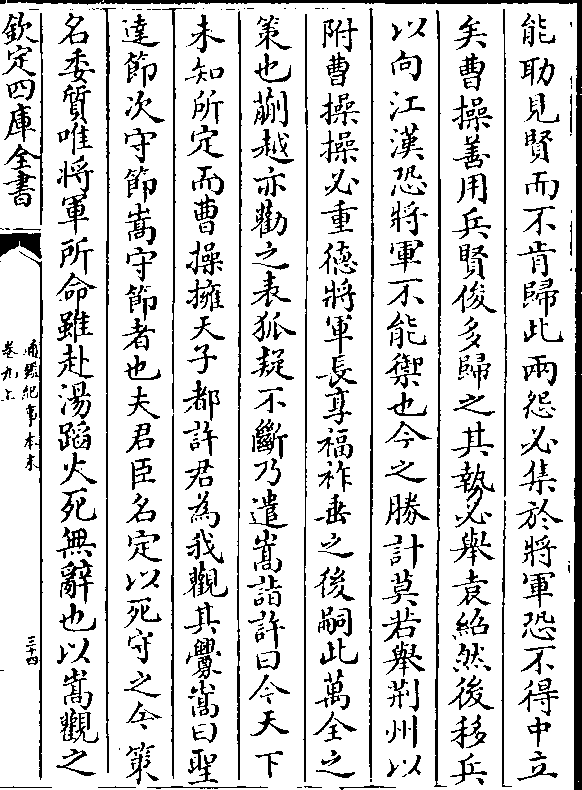 能助見賢而不肯歸此兩怨必集於將軍恐不得中立
矣曹操善用兵賢俊多歸之其埶必舉袁紹然後移兵
以向江漢恐將軍不能禦也今之勝計莫若舉荆州以
附曹操操必重德將軍長享福祚垂之後嗣此萬全之
策也蒯越亦勸之表狐疑不斷乃遣嵩詣許曰今天下
未知所定而曹操擁天子都許君為我觀其釁嵩曰聖
達節次守節嵩守節者也夫君臣名定以死守之今策
名委質唯將軍所命雖赴湯蹈火死無辭也以嵩觀之
欽定四庫全書
通鑑紀事本末
卷九上
三十四